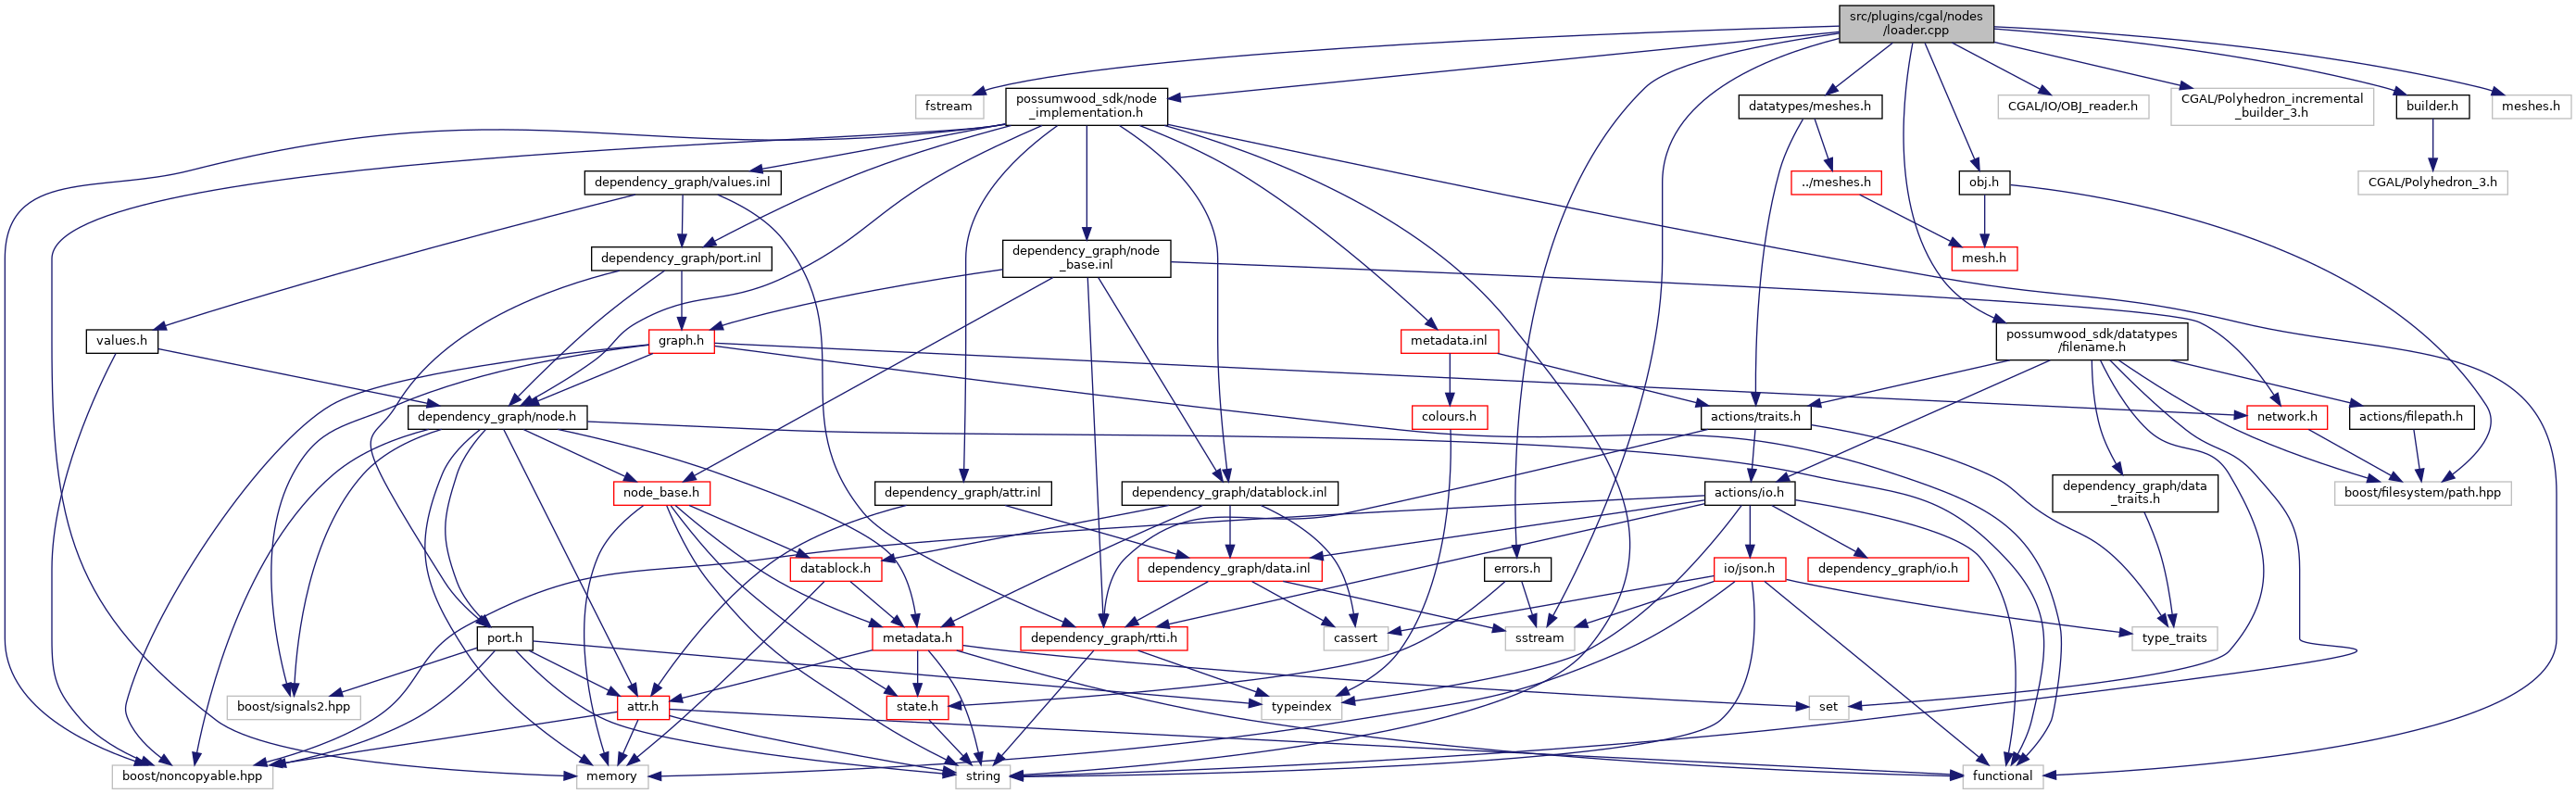 src/plugins/cgal/nodes
/loader.cpp
fstream
possumwood_sdk/node
_implementation.h
datatypes/meshes.h
CGAL/IO/OBJ_reader.h
CGAL/Polyhedron_incremental
_builder_3.h
builder.h
meshes.h
dependency_graph/values.inl
../meshes.h
obj.h
CGAL/Polyhedron_3.h
dependency_graph/port.inl
dependency_graph/node
_base.inl
mesh.h
values.h
graph.h
metadata.inl
possumwood_sdk/datatypes
/filename.h
dependency_graph/node.h
colours.h
actions/traits.h
network.h
actions/filepath.h
node_base.h
dependency_graph/attr.inl
dependency_graph/datablock.inl
actions/io.h
dependency_graph/data
_traits.h
boost/filesystem/path.hpp
datablock.h
dependency_graph/data.inl
errors.h
io/json.h
dependency_graph/io.h
port.h
metadata.h
dependency_graph/rtti.h
cassert
sstream
type_traits
boost/signals2.hpp
attr.h
state.h
typeindex
set
boost/noncopyable.hpp
memory
string
functional